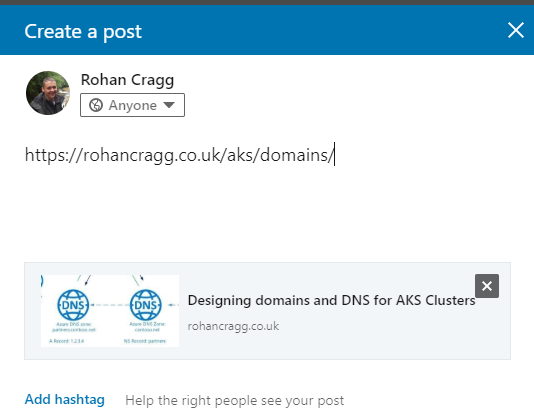 Create a post
Rohan Cragg
Anyone
https://rohancragg.co.uk/aks/domains/
DNS DNS
Azure DNS zone Azure DNS Zone
partners.contoso.net contoso.net
A Record: 1.2.3.4 NS Record: partners
Designing domains and DNS for AKS Clusters
rohancragg.co.uk
Add hashtag Help the right people see your post